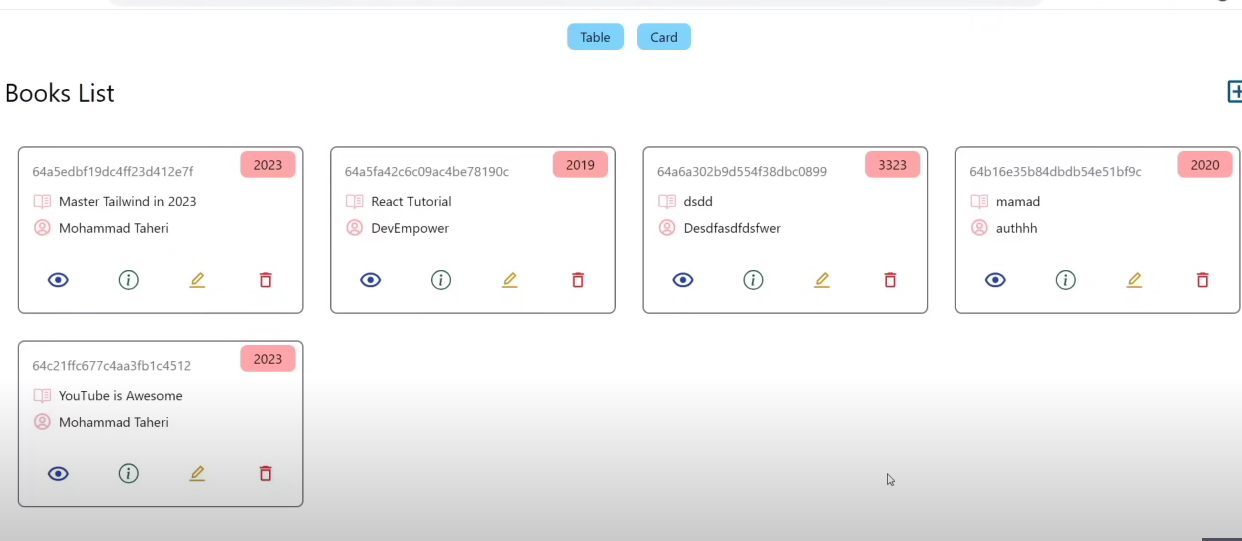 Table Card
Books List
64a5edbf19dc4ff23d412e7f 2023
Master Tailwind in 2023
Mohammad Taheri
64a5fa42c6c09ac4be78190c 2019
React Tutorial
DevEmpower
64a6a302b9d554f38dbc0899 3323
dsdd
Desdfasdfdsfwer
64b16e35b84dbdb54e51bf9c 2020
mamad
authhh
64c21ffc677c4aa3fb1c4512 2023
YouTube is Awesome
Mohammad Taheri